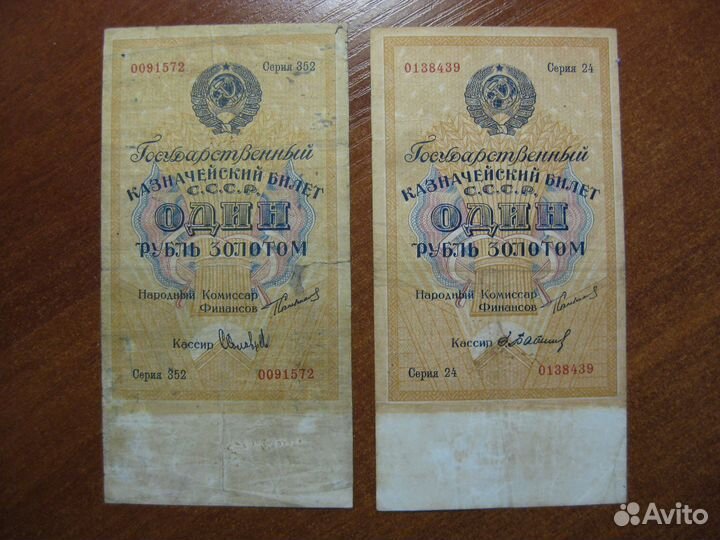 0091572 Серия 352
Государственный
КАЗНАЧЕЙСКИЙ БИЛЕТ
С.С.С.Р.
ОДИН
РУБЛЬ ЗОЛОТОМ
Народный Комиссар
Финансов
Кассир
Серия 352 0091572
0138439 Серия 24
Государственный
КАЗНАЧЕЙСКИЙ БИЛЕТ
С.С.С.Р.
ОДИН
РУБЛЬ ЗОЛОТОМ
Народный Комиссар
Финансов
Кассир
Серия 24 0138439
Avito